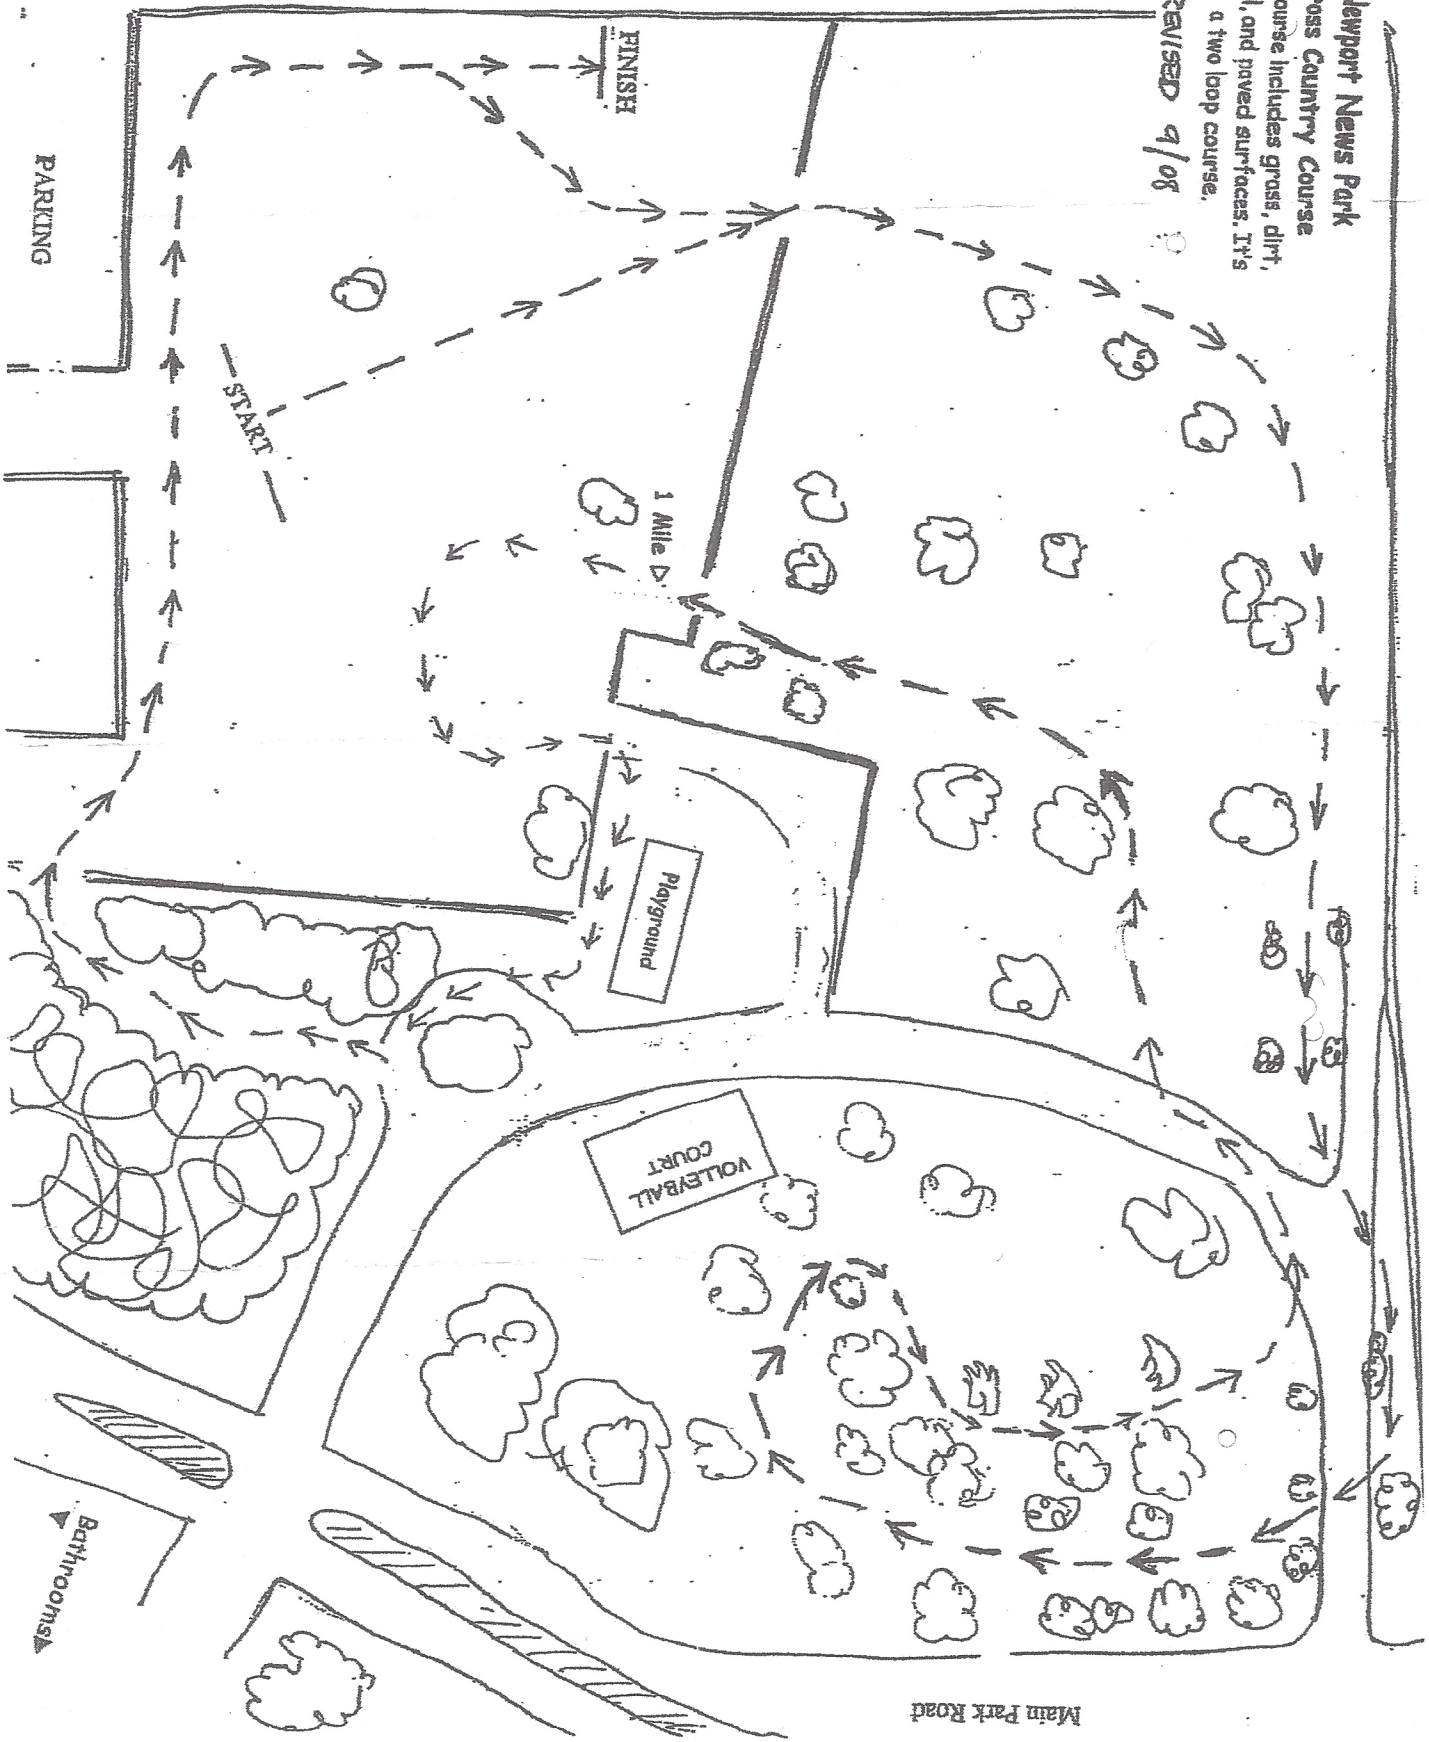 Newport News Park
Cross Country Course
Course includes grass, dirt,
and paved surfaces. It's
a two loop course.
REVISED 9/08
FINISH
PARKING
START
1 Mile
Playground
VOLLEYBALL
COURT
Bathrooms
Main Park Road